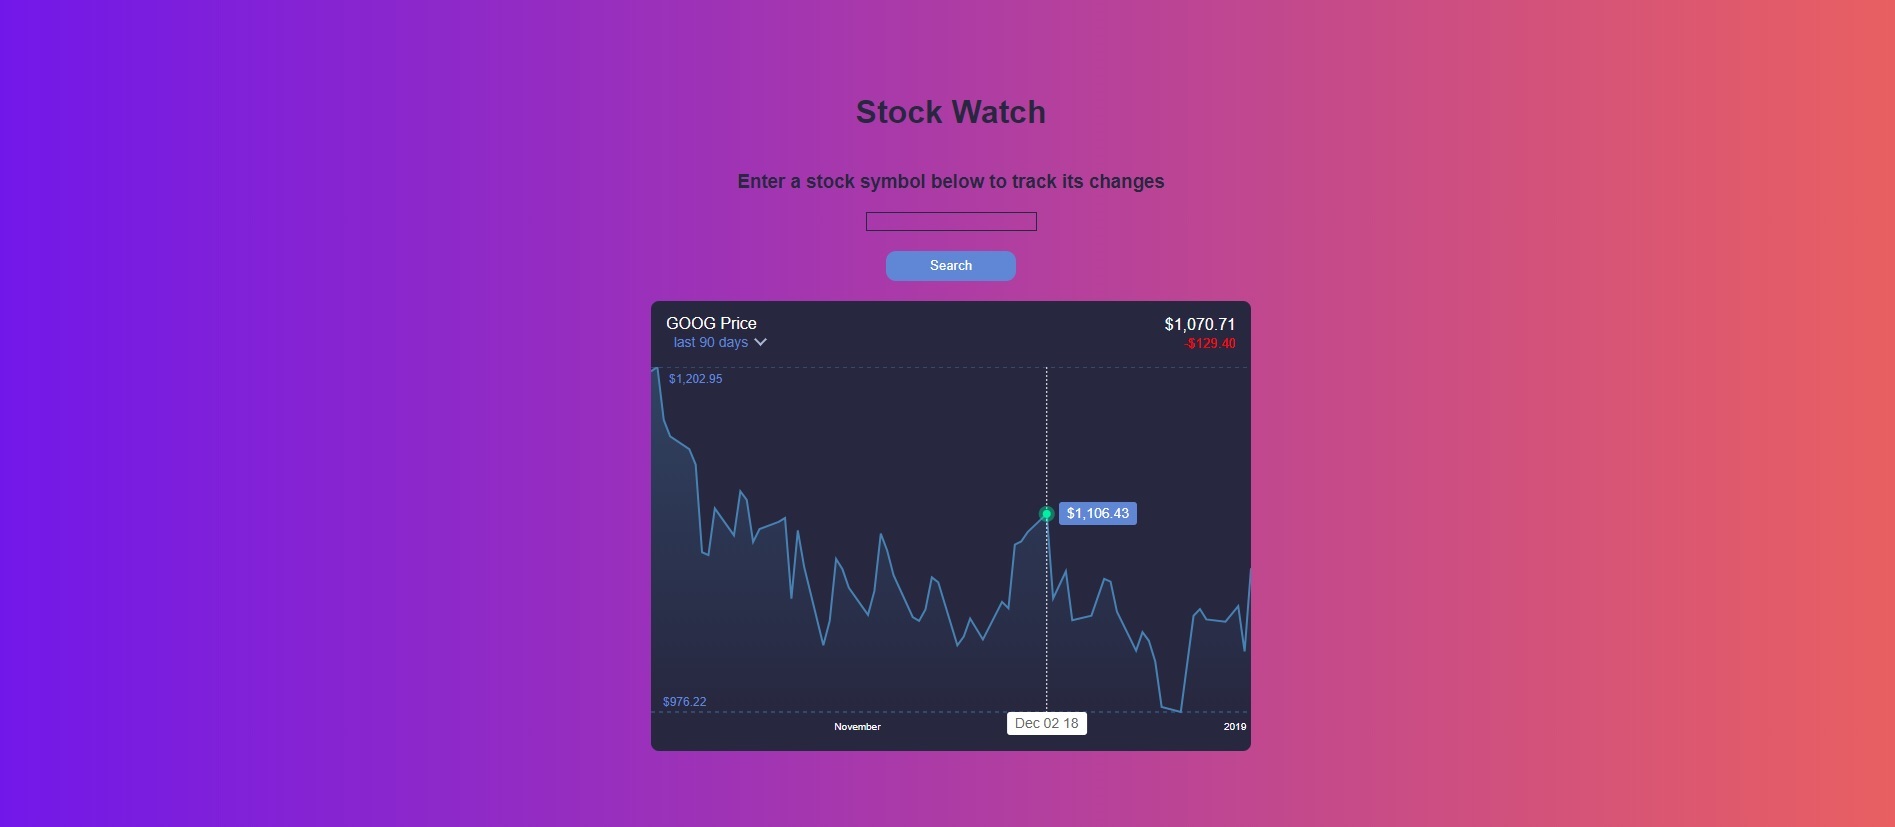 Stock Watch
Enter a stock symbol below to track its changes
Search
GOOG Price
$1,070.71
last 90 days
-$129.40
$1,202.95
$1,106.43
$976.22
November
Dec 02 18
2019